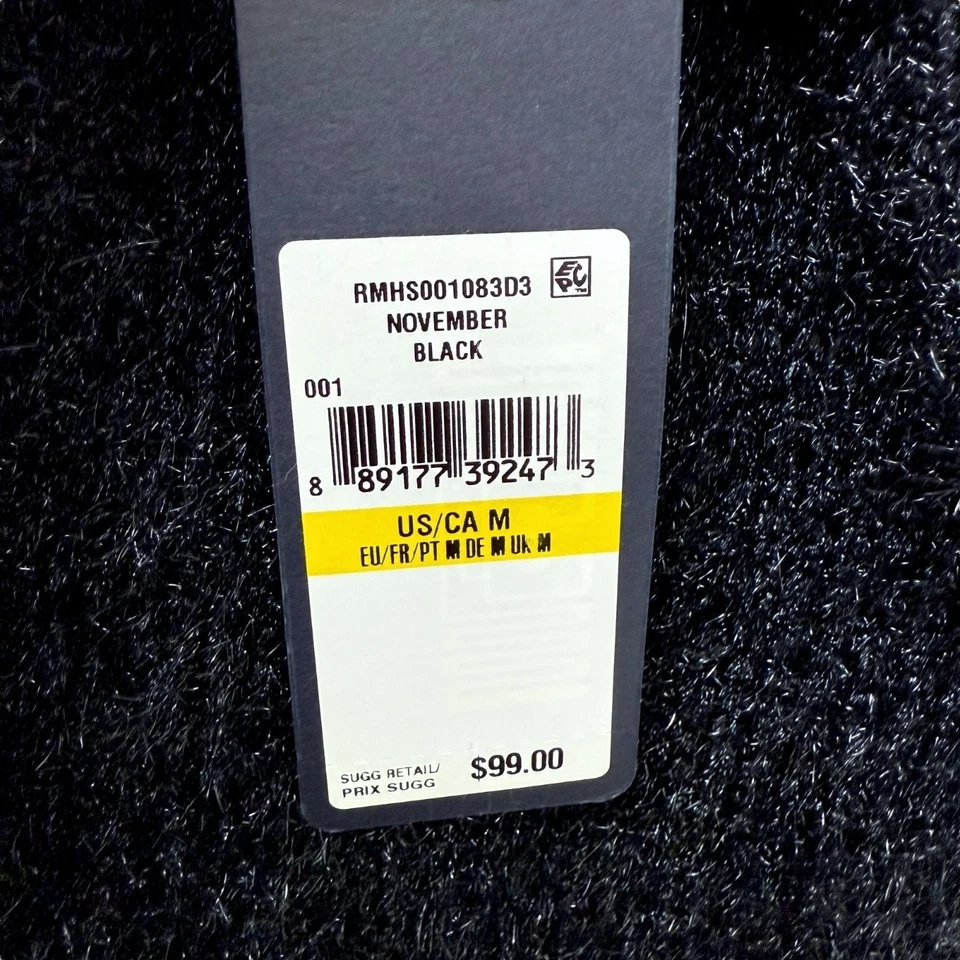 RMHS001083D3
EPC™
NOVEMBER
BLACK
001
8 89177 39247 3
US/CA M
EU/FR/PT M DE M UK M
SUGG RETAIL/
PRIX SUGG
$99.00